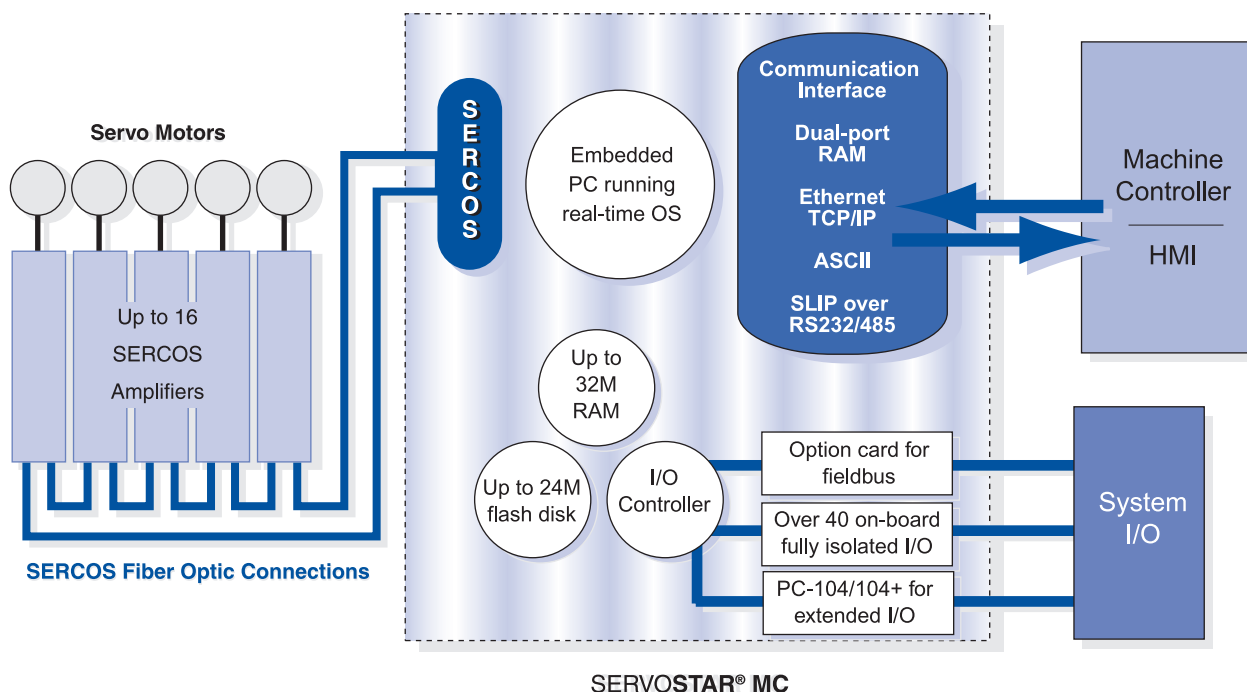 Servo Motors
Up to 16
SERCOS
Amplifiers
SERCOS Fiber Optic Connections
SERCOS
Embedded
PC running
real-time OS
Up to
32M
RAM
Up to 24M
flash disk
I/O
Controller
Communication
Interface
Dual-port
RAM
Ethernet
TCP/IP
ASCII
SLIP over
RS232/485
Option card for
fieldbus
Over 40 on-board
fully isolated I/O
PC-104/104+ for
extended I/O
Machine
Controller
HMI
System
I/O
SERVOSTAR® MC